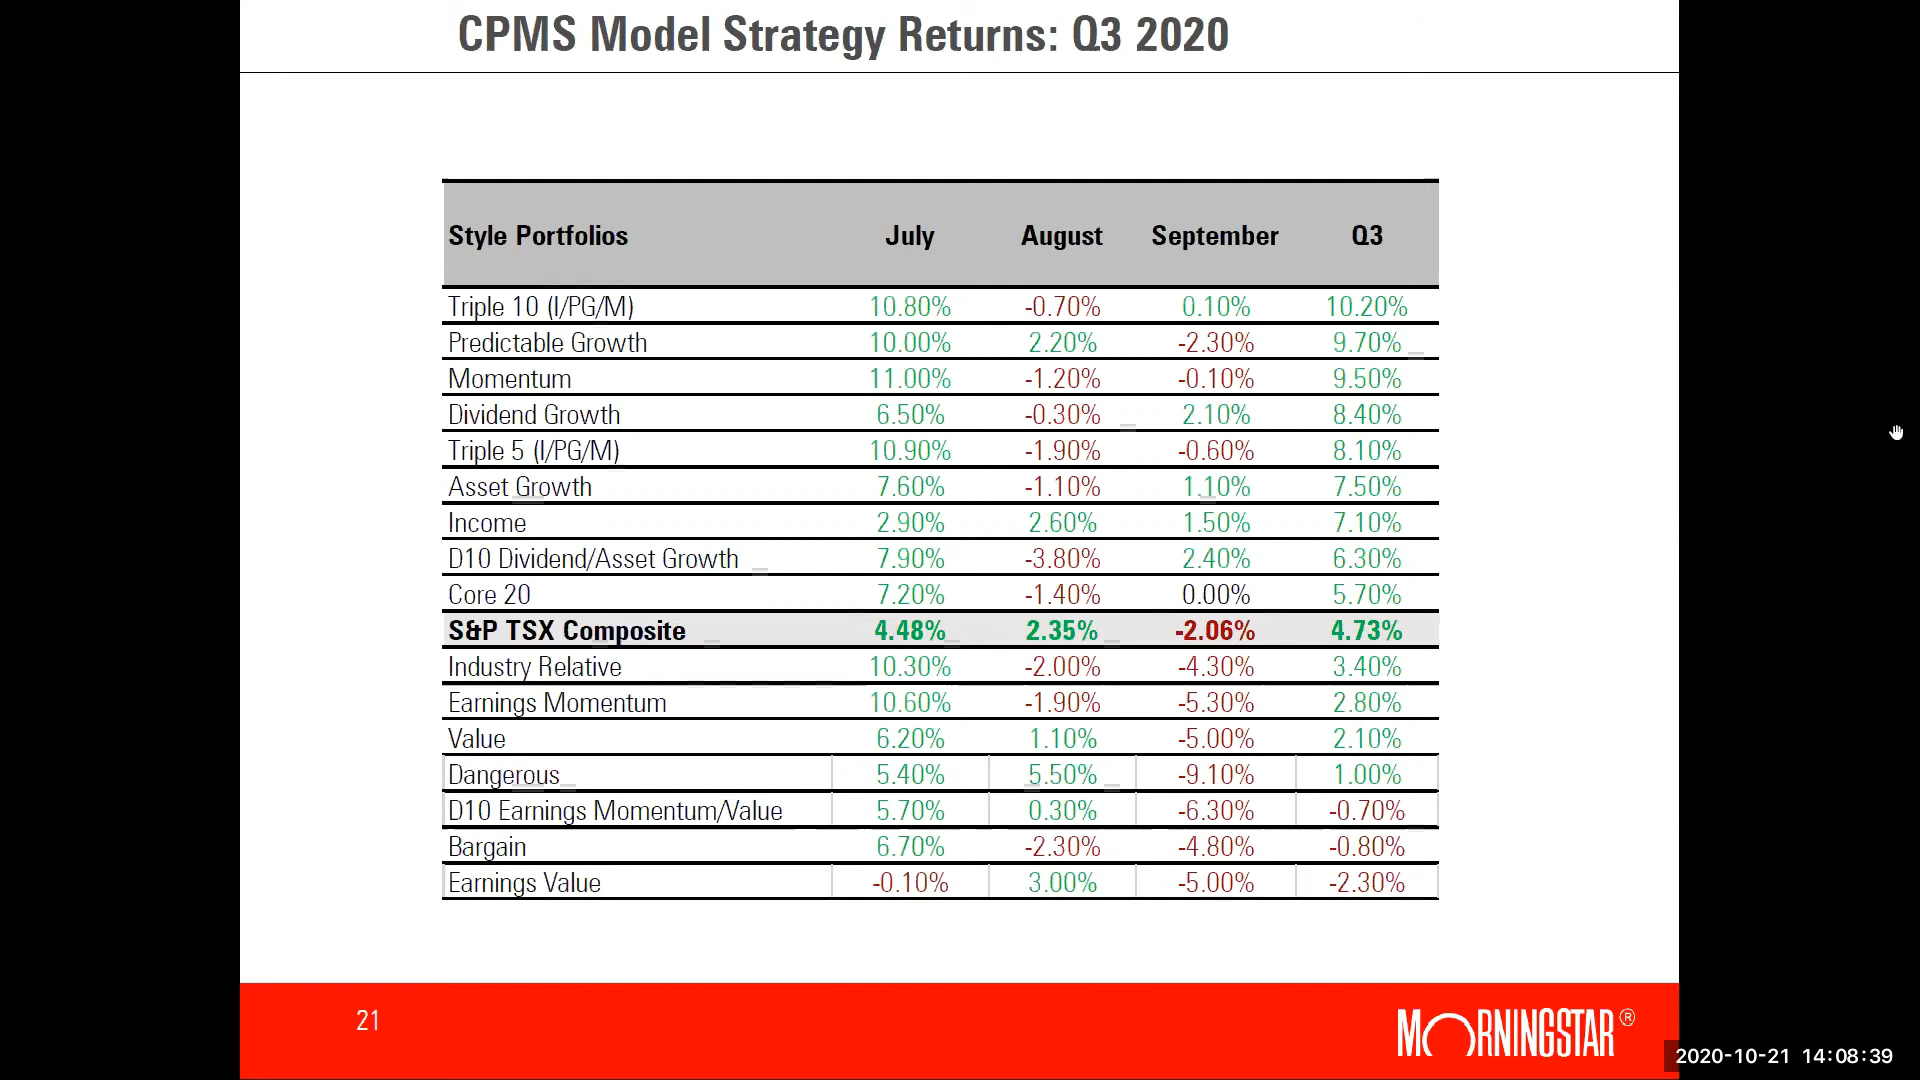 CPMS Model Strategy Returns: Q3 2020
Style Portfolios July August September Q3
Triple 10 (I/PG/M) 10.80% -0.70% 0.10% 10.20%
Predictable Growth 10.00% 2.20% -2.30% 9.70%
Momentum 11.00% -1.20% -0.10% 9.50%
Dividend Growth 6.50% -0.30% 2.10% 8.40%
Triple 5 (I/PG/M) 10.90% -1.90% -0.60% 8.10%
Asset Growth 7.60% -1.10% 1.10% 7.50%
Income 2.90% 2.60% 1.50% 7.10%
D10 Dividend/Asset Growth 7.90% -3.80% 2.40% 6.30%
Core 20 7.20% -1.40% 0.00% 5.70%
S&P TSX Composite 4.48% 2.35% -2.06% 4.73%
Industry Relative 10.30% -2.00% -4.30% 3.40%
Earnings Momentum 10.60% -1.90% -5.30% 2.80%
Value 6.20% 1.10% -5.00% 2.10%
Dangerous 5.40% 5.50% -9.10% 1.00%
D10 Earnings Momentum/Value 5.70% 0.30% -6.30% -0.70%
Bargain 6.70% -2.30% -4.80% -0.80%
Earnings Value -0.10% 3.00% -5.00% -2.30%
21
MORNINGSTAR®
2020-10-21 14:08:39